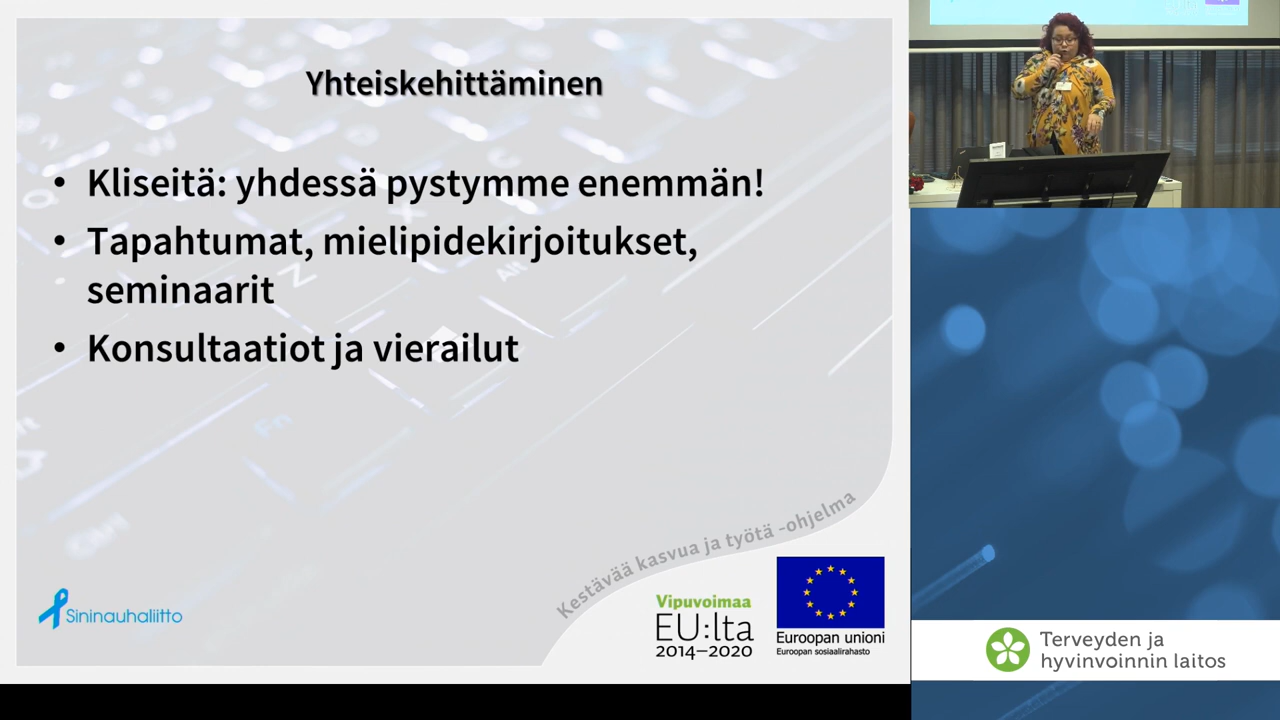 Yhteiskehittäminen
• Kliseitä: yhdessä pystymme enemmän!
• Tapahtumat, mielipidekirjoitukset,
seminaarit
• Konsultaatiot ja vierailut
Kestävää kasvua ja työtä -ohjelma
Sininauhaliitto
Vipuvoimaa
EU:lta
2014–2020
Euroopan unioni
Euroopan sosiaalirahasto
Terveyden ja
hyvinvoinnin laitos